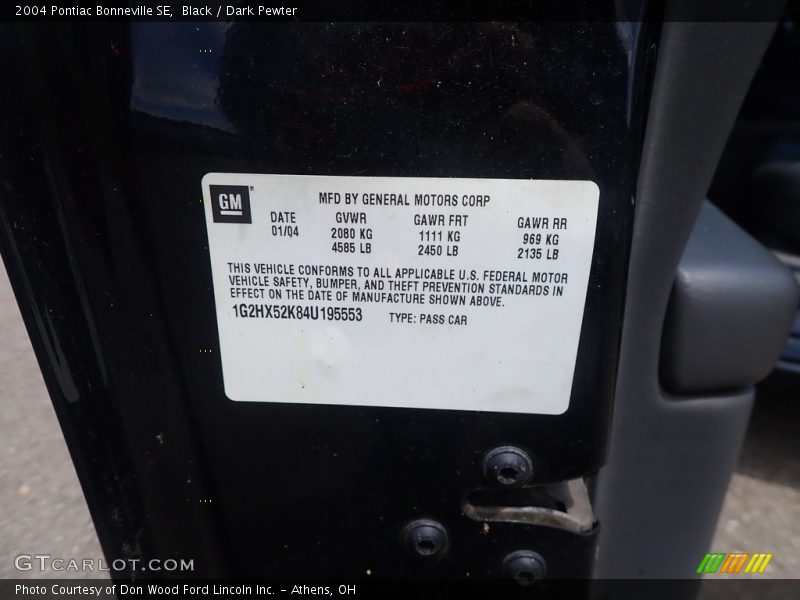 2004 Pontiac Bonneville SE,  Black / Dark Pewter
GM
MFD BY GENERAL MOTORS CORP
DATE GVWR GAWR FRT GAWR RR
01/04 2080 KG 1111 KG 969 KG
4585 LB 2450 LB 2135 LB
THIS VEHICLE CONFORMS TO ALL APPLICABLE U.S. FEDERAL MOTOR
VEHICLE SAFETY, BUMPER, AND THEFT PREVENTION STANDARDS IN
EFFECT ON THE DATE OF MANUFACTURE SHOWN ABOVE.
1G2HX52K84U195553 TYPE: PASS CAR
GTCARLOT.COM
Photo Courtesy of Don Wood Ford Lincoln Inc. - Athens, OH